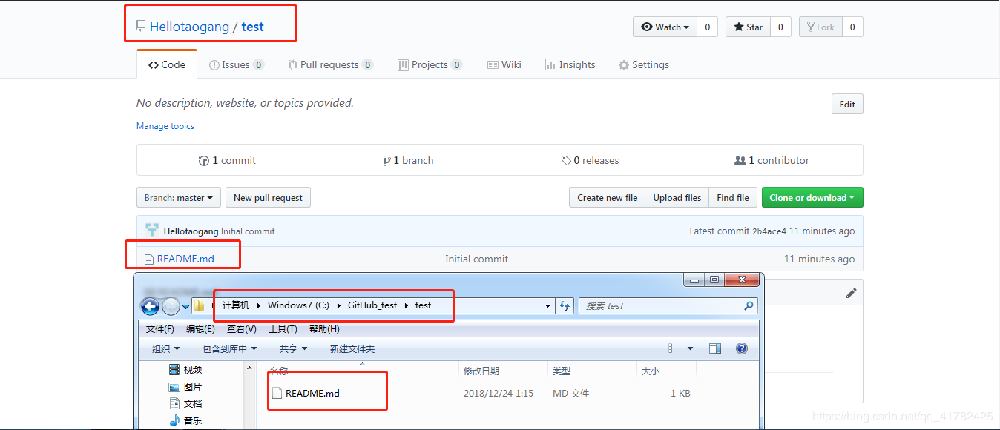 Hellotaogang / test
Watch 0 Star 0 Fork 0
Code Issues 0 Pull requests 0 Projects 0 Wiki Insights Settings
No description, website, or topics provided.
Edit
Manage topics
1 commit 1 branch 0 releases 1 contributor
Branch: master New pull request Create new file Upload files Find file Clone or download
Hellotaogang Initial commit Latest commit 2b4ace4 11 minutes ago
README.md Initial commit 11 minutes ago
计算机 Windows7 (C:) GitHub_test test 搜索 test
文件(F) 编辑(E) 查看(V) 工具(T) 帮助(H)
组织 包含到库中 共享 新建文件夹
视频 名称 修改日期 类型 大小
图片
README.md 2018/12/24 1:15 MD 文件 1 KB
文档
音乐
https://blog.csdn.net/qq_41782425